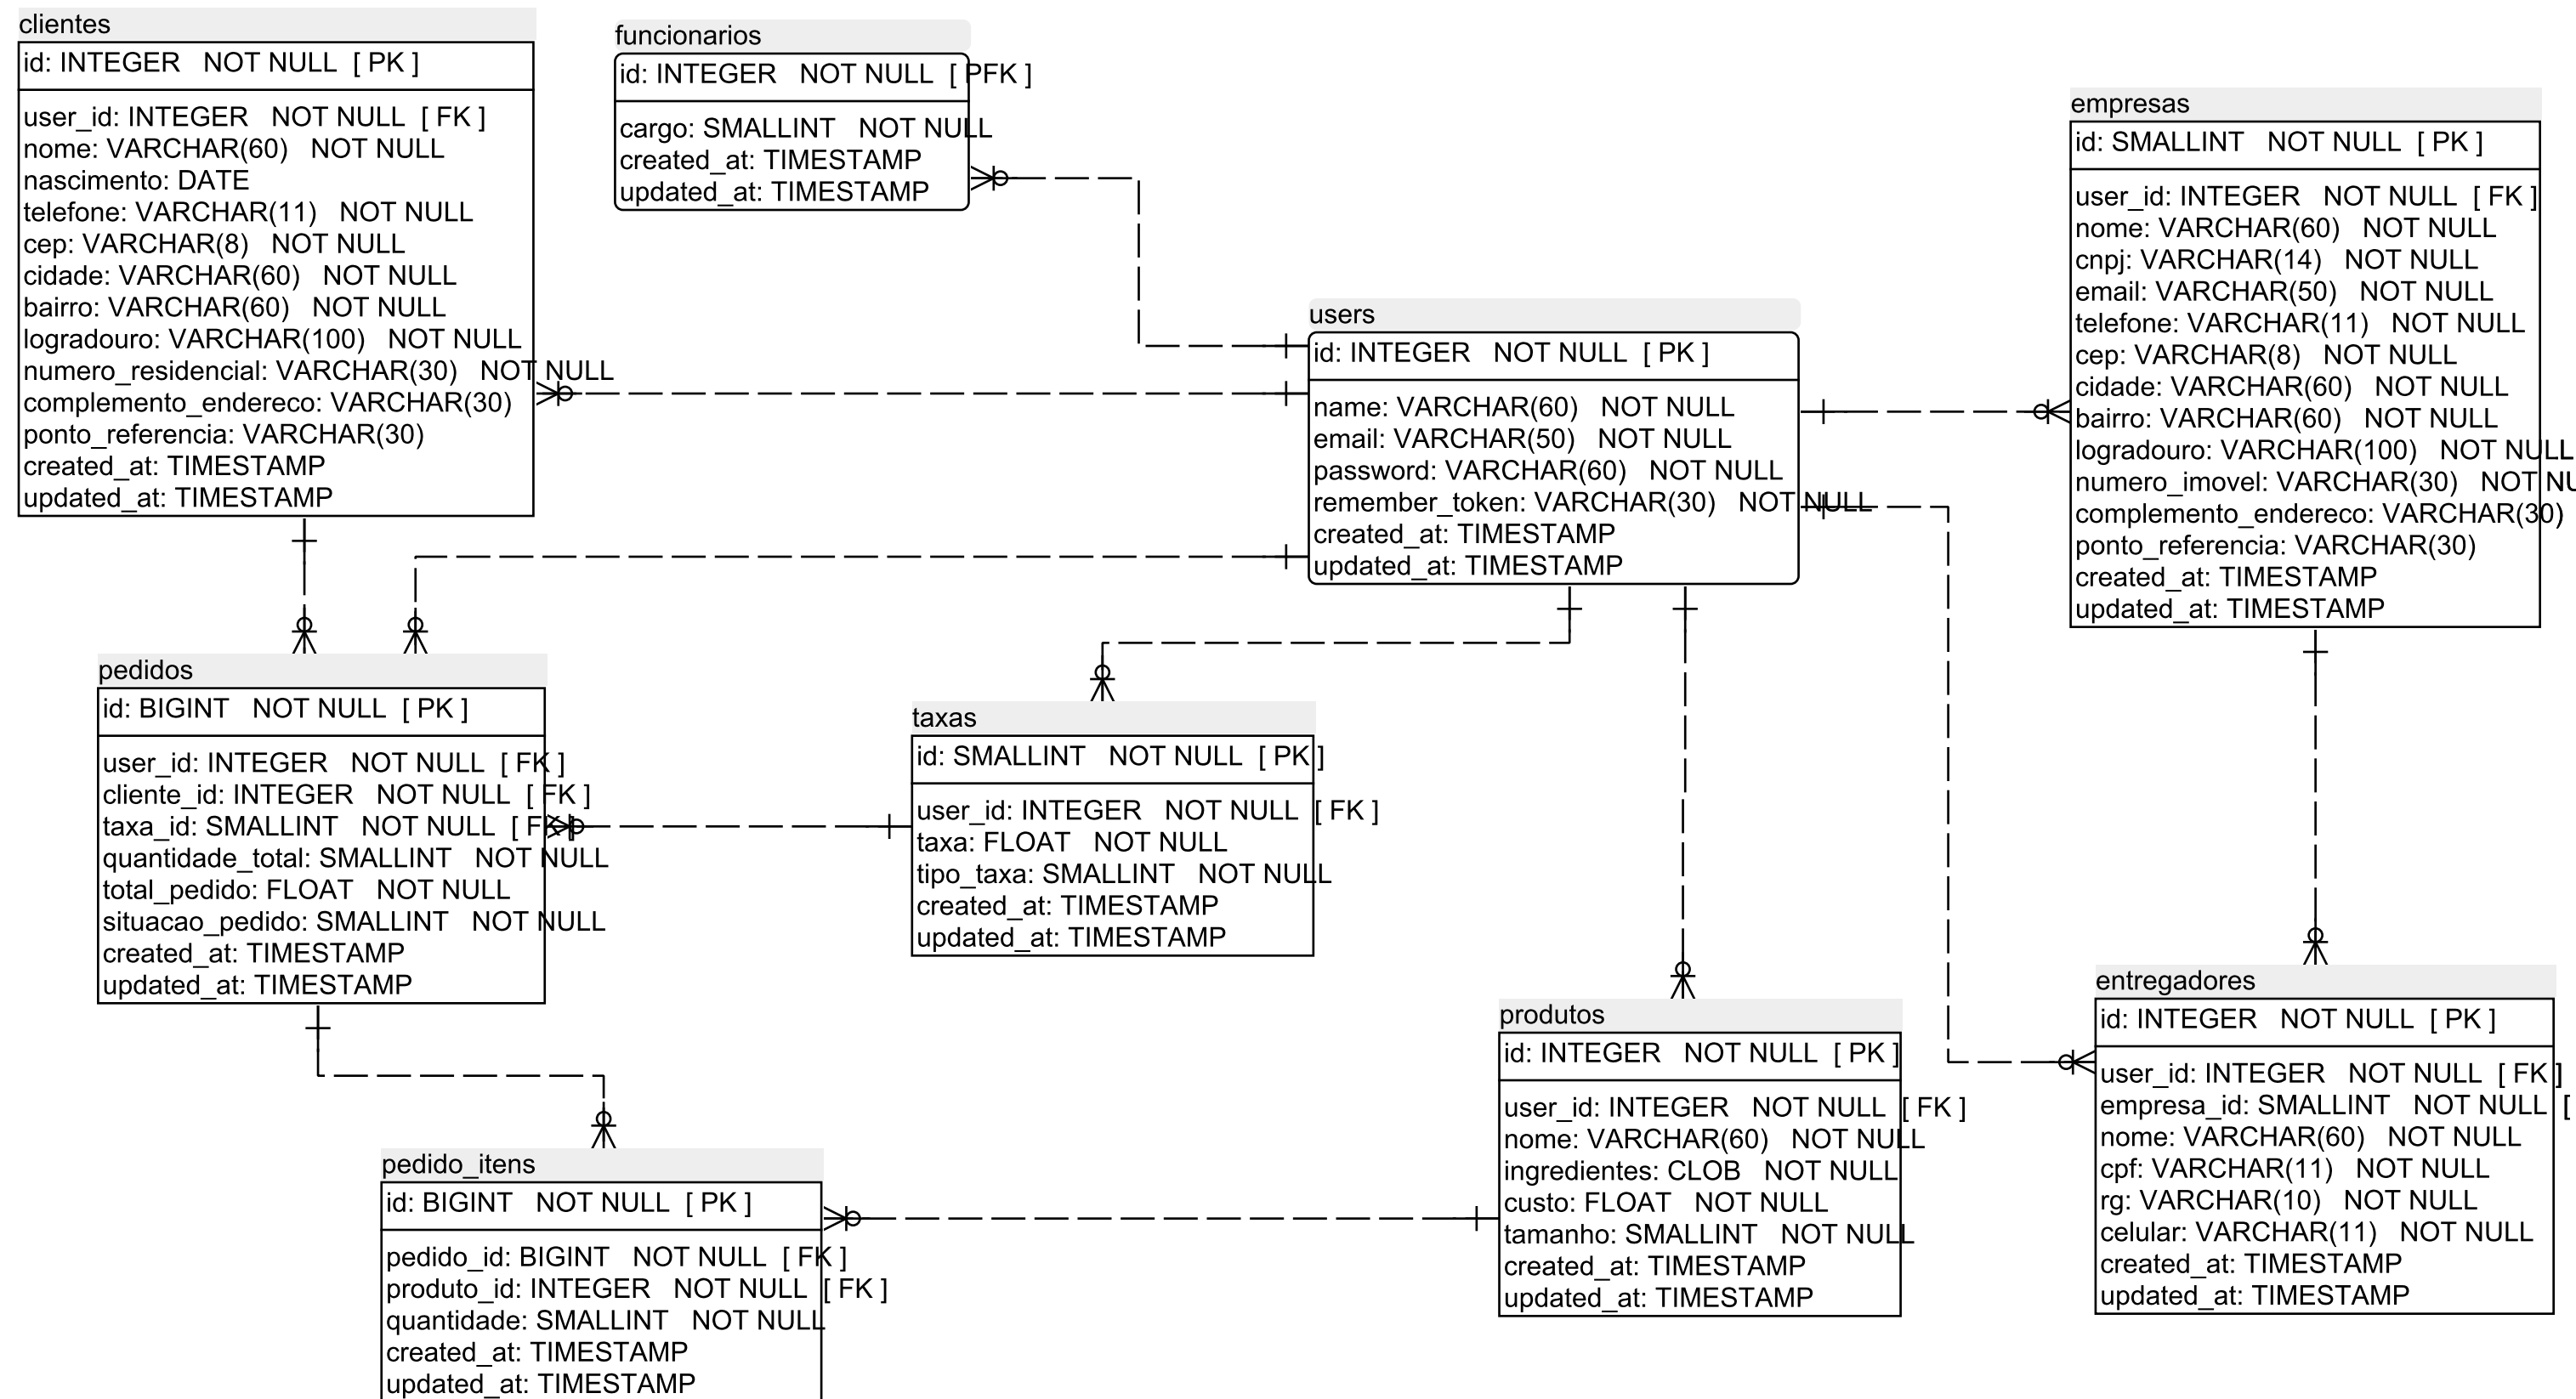 clientes
id: INTEGER NOT NULL [ PK ]
user_id: INTEGER NOT NULL [ FK ]
nome: VARCHAR(60) NOT NULL
nascimento: DATE
telefone: VARCHAR(11) NOT NULL
cep: VARCHAR(8) NOT NULL
cidade: VARCHAR(60) NOT NULL
bairro: VARCHAR(60) NOT NULL
logradouro: VARCHAR(100) NOT NULL
numero_residencial: VARCHAR(30) NOT NULL
complemento_endereco: VARCHAR(30)
ponto_referencia: VARCHAR(30)
created_at: TIMESTAMP
updated_at: TIMESTAMP
funcionarios
id: INTEGER NOT NULL [ PFK ]
cargo: SMALLINT NOT NULL
created_at: TIMESTAMP
updated_at: TIMESTAMP
users
id: INTEGER NOT NULL [ PK ]
name: VARCHAR(60) NOT NULL
email: VARCHAR(50) NOT NULL
password: VARCHAR(60) NOT NULL
remember_token: VARCHAR(30) NOT NULL
created_at: TIMESTAMP
updated_at: TIMESTAMP
empresas
id: SMALLINT NOT NULL [ PK ]
user_id: INTEGER NOT NULL [ FK ]
nome: VARCHAR(60) NOT NULL
cnpj: VARCHAR(14) NOT NULL
email: VARCHAR(50) NOT NULL
telefone: VARCHAR(11) NOT NULL
cep: VARCHAR(8) NOT NULL
cidade: VARCHAR(60) NOT NULL
bairro: VARCHAR(60) NOT NULL
logradouro: VARCHAR(100) NOT NULL
numero_imovel: VARCHAR(30) NOT NU
complemento_endereco: VARCHAR(30)
ponto_referencia: VARCHAR(30)
created_at: TIMESTAMP
updated_at: TIMESTAMP
pedidos
id: BIGINT NOT NULL [ PK ]
user_id: INTEGER NOT NULL [ FK ]
cliente_id: INTEGER NOT NULL [ FK ]
taxa_id: SMALLINT NOT NULL [ FK ]
quantidade_total: SMALLINT NOT NULL
total_pedido: FLOAT NOT NULL
situacao_pedido: SMALLINT NOT NULL
created_at: TIMESTAMP
updated_at: TIMESTAMP
taxas
id: SMALLINT NOT NULL [ PK ]
user_id: INTEGER NOT NULL [ FK ]
taxa: FLOAT NOT NULL
tipo_taxa: SMALLINT NOT NULL
created_at: TIMESTAMP
updated_at: TIMESTAMP
produtos
id: INTEGER NOT NULL [ PK ]
user_id: INTEGER NOT NULL [ FK ]
nome: VARCHAR(60) NOT NULL
ingredientes: CLOB NOT NULL
custo: FLOAT NOT NULL
tamanho: SMALLINT NOT NULL
created_at: TIMESTAMP
updated_at: TIMESTAMP
entregadores
id: INTEGER NOT NULL [ PK ]
user_id: INTEGER NOT NULL [ FK ]
empresa_id: SMALLINT NOT NULL [
nome: VARCHAR(60) NOT NULL
cpf: VARCHAR(11) NOT NULL
rg: VARCHAR(10) NOT NULL
celular: VARCHAR(11) NOT NULL
created_at: TIMESTAMP
updated_at: TIMESTAMP
pedido_itens
id: BIGINT NOT NULL [ PK ]
pedido_id: BIGINT NOT NULL [ FK ]
produto_id: INTEGER NOT NULL [ FK ]
quantidade: SMALLINT NOT NULL
created_at: TIMESTAMP
updated_at: TIMESTAMP